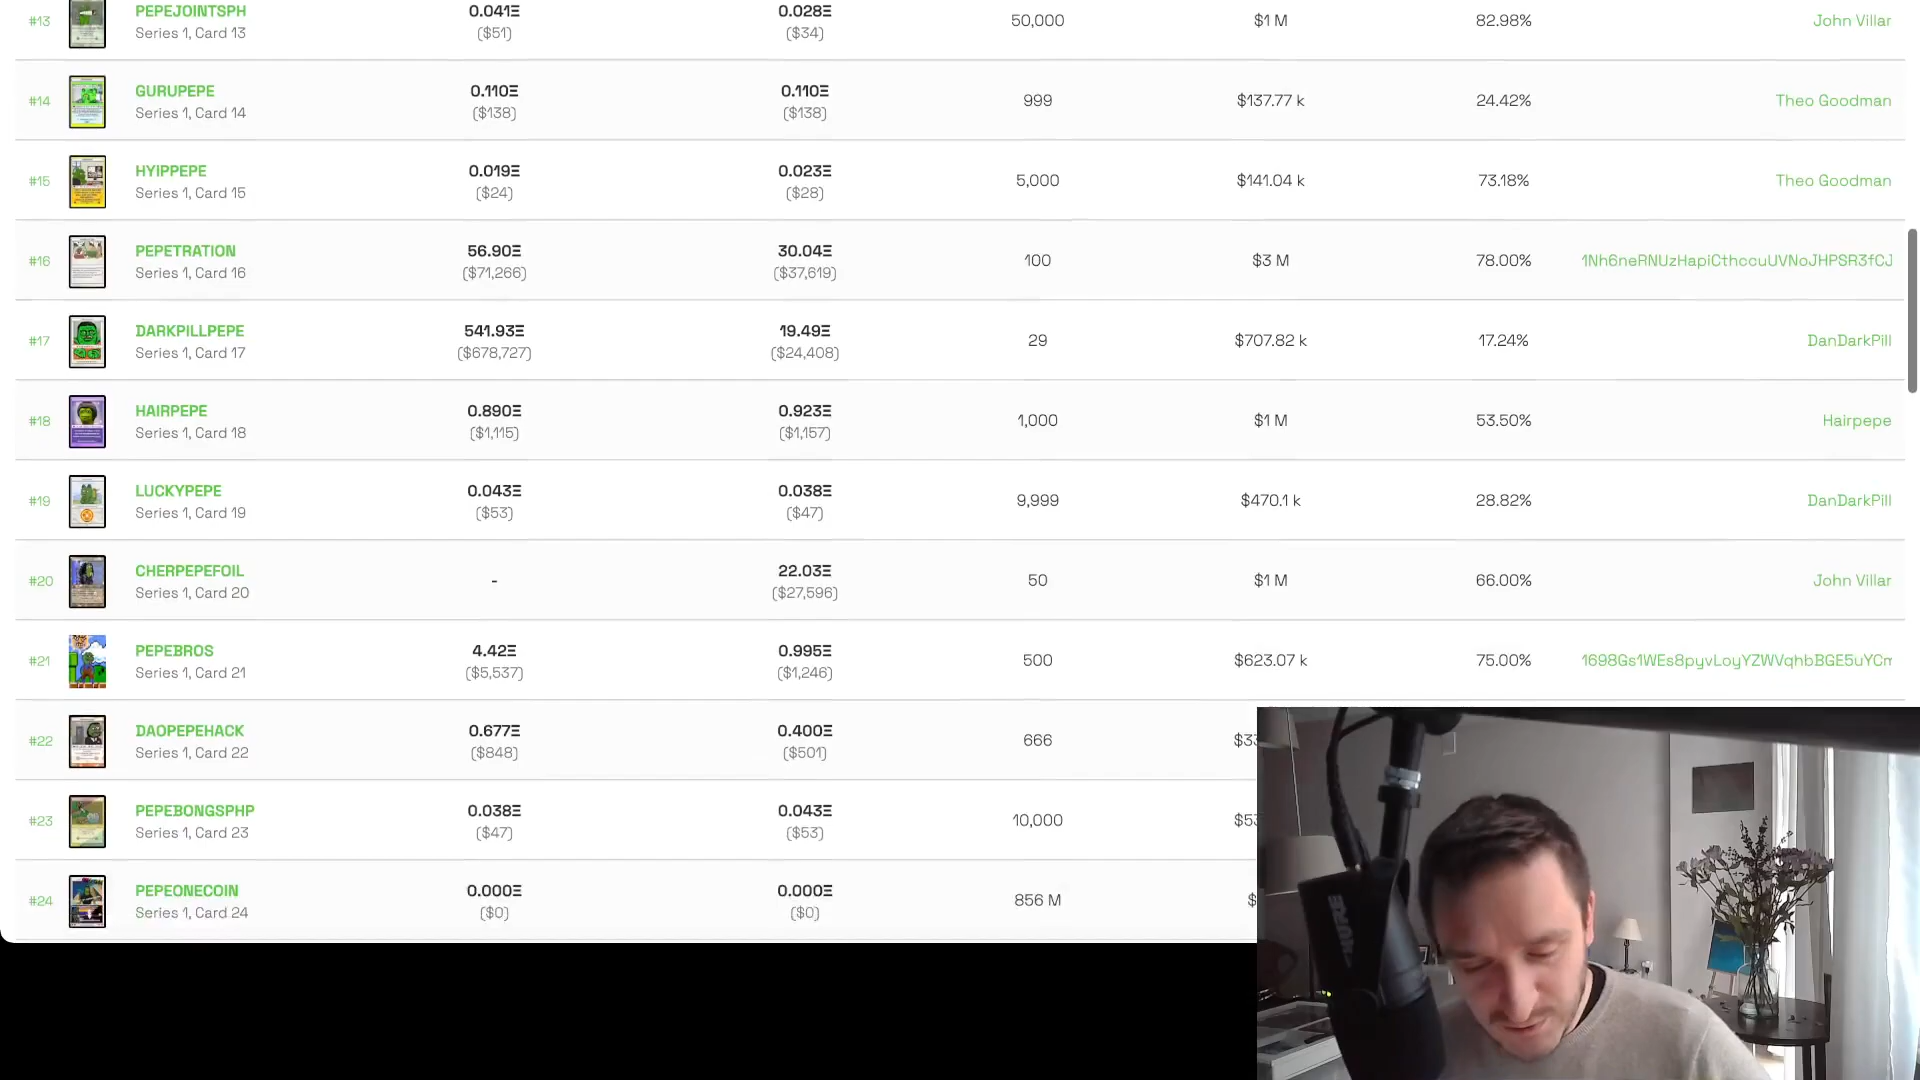 #13 PEPEJOINTSPH 0.041Ξ 0.028Ξ 50,000 $1 M 82.98% John Villar
Series 1, Card 13 ($51) ($34)
#14 GURUPEPE 0.110Ξ 0.110Ξ 999 $137.77 k 24.42% Theo Goodman
Series 1, Card 14 ($138) ($138)
#15 HYIPPEPE 0.019Ξ 0.023Ξ 5,000 $141.04 k 73.18% Theo Goodman
Series 1, Card 15 ($24) ($28)
#16 PEPETRATION 56.90Ξ 30.04Ξ 100 $3 M 78.00% 1Nh6neRNUzHapiCthccuUVNoJHPSR3fCJ
Series 1, Card 16 ($71,266) ($37,619)
#17 DARKPILLPEPE 541.93Ξ 19.49Ξ 29 $707.82 k 17.24% DanDarkPill
Series 1, Card 17 ($678,727) ($24,408)
#18 HAIRPEPE 0.890Ξ 0.923Ξ 1,000 $1 M 53.50% Hairpepe
Series 1, Card 18 ($1,115) ($1,157)
#19 LUCKYPEPE 0.043Ξ 0.038Ξ 9,999 $470.1 k 28.82% DanDarkPill
Series 1, Card 19 ($53) ($47)
#20 CHERPEPEFOIL - 22.03Ξ 50 $1 M 66.00% John Villar
Series 1, Card 20 ($27,596)
#21 PEPEBROS 4.42Ξ 0.995Ξ 500 $623.07 k 75.00% 1698Gs1WEs8pyvLoyYZWVqhbBGE5uYCm
Series 1, Card 21 ($5,537) ($1,246)
#22 DAOPEPEHACK 0.677Ξ 0.400Ξ 666
Series 1, Card 22 ($848) ($501)
#23 PEPEBONGSPHP 0.038Ξ 0.043Ξ 10,000
Series 1, Card 23 ($47) ($53)
#24 PEPEONECOIN 0.000Ξ 0.000Ξ 856 M $
Series 1, Card 24 ($0) ($0)
SHURE